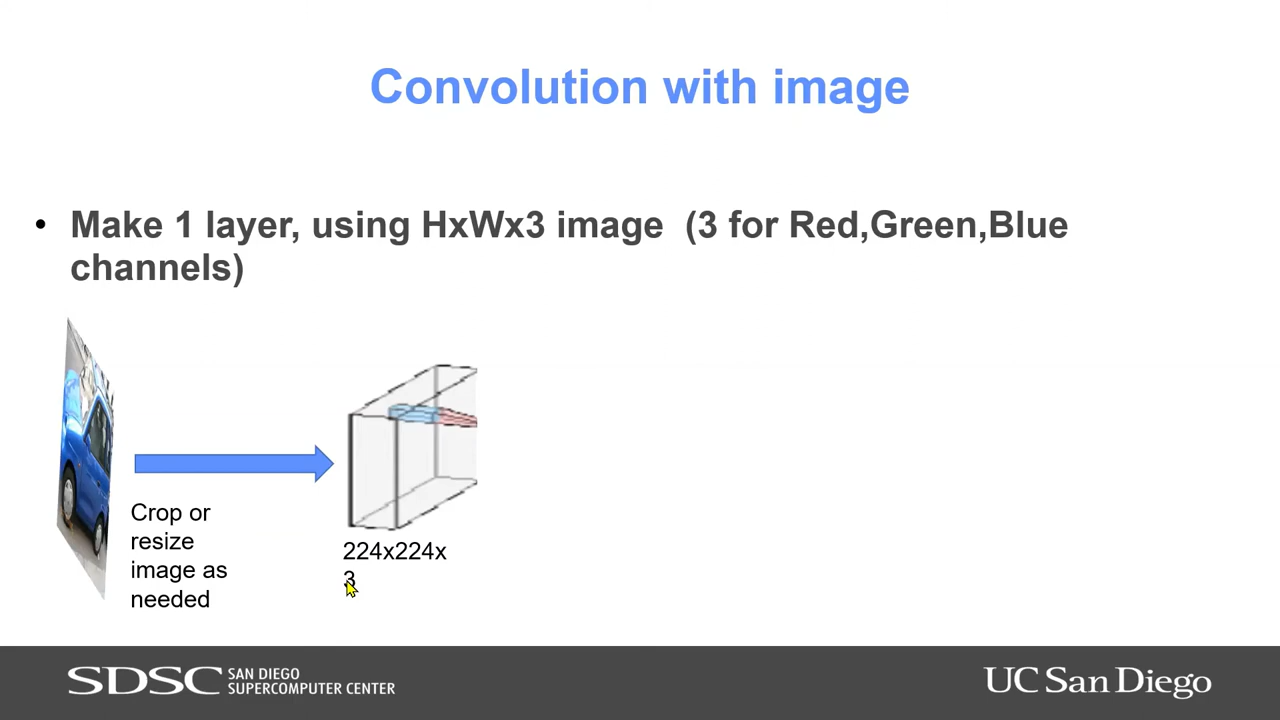 Convolution with image
• Make 1 layer, using HxWx3 image  (3 for Red,Green,Blue
channels)
Crop or
resize
image as
needed
224x224x
3
SDSC SAN DIEGO
SUPERCOMPUTER CENTER
UC San Diego